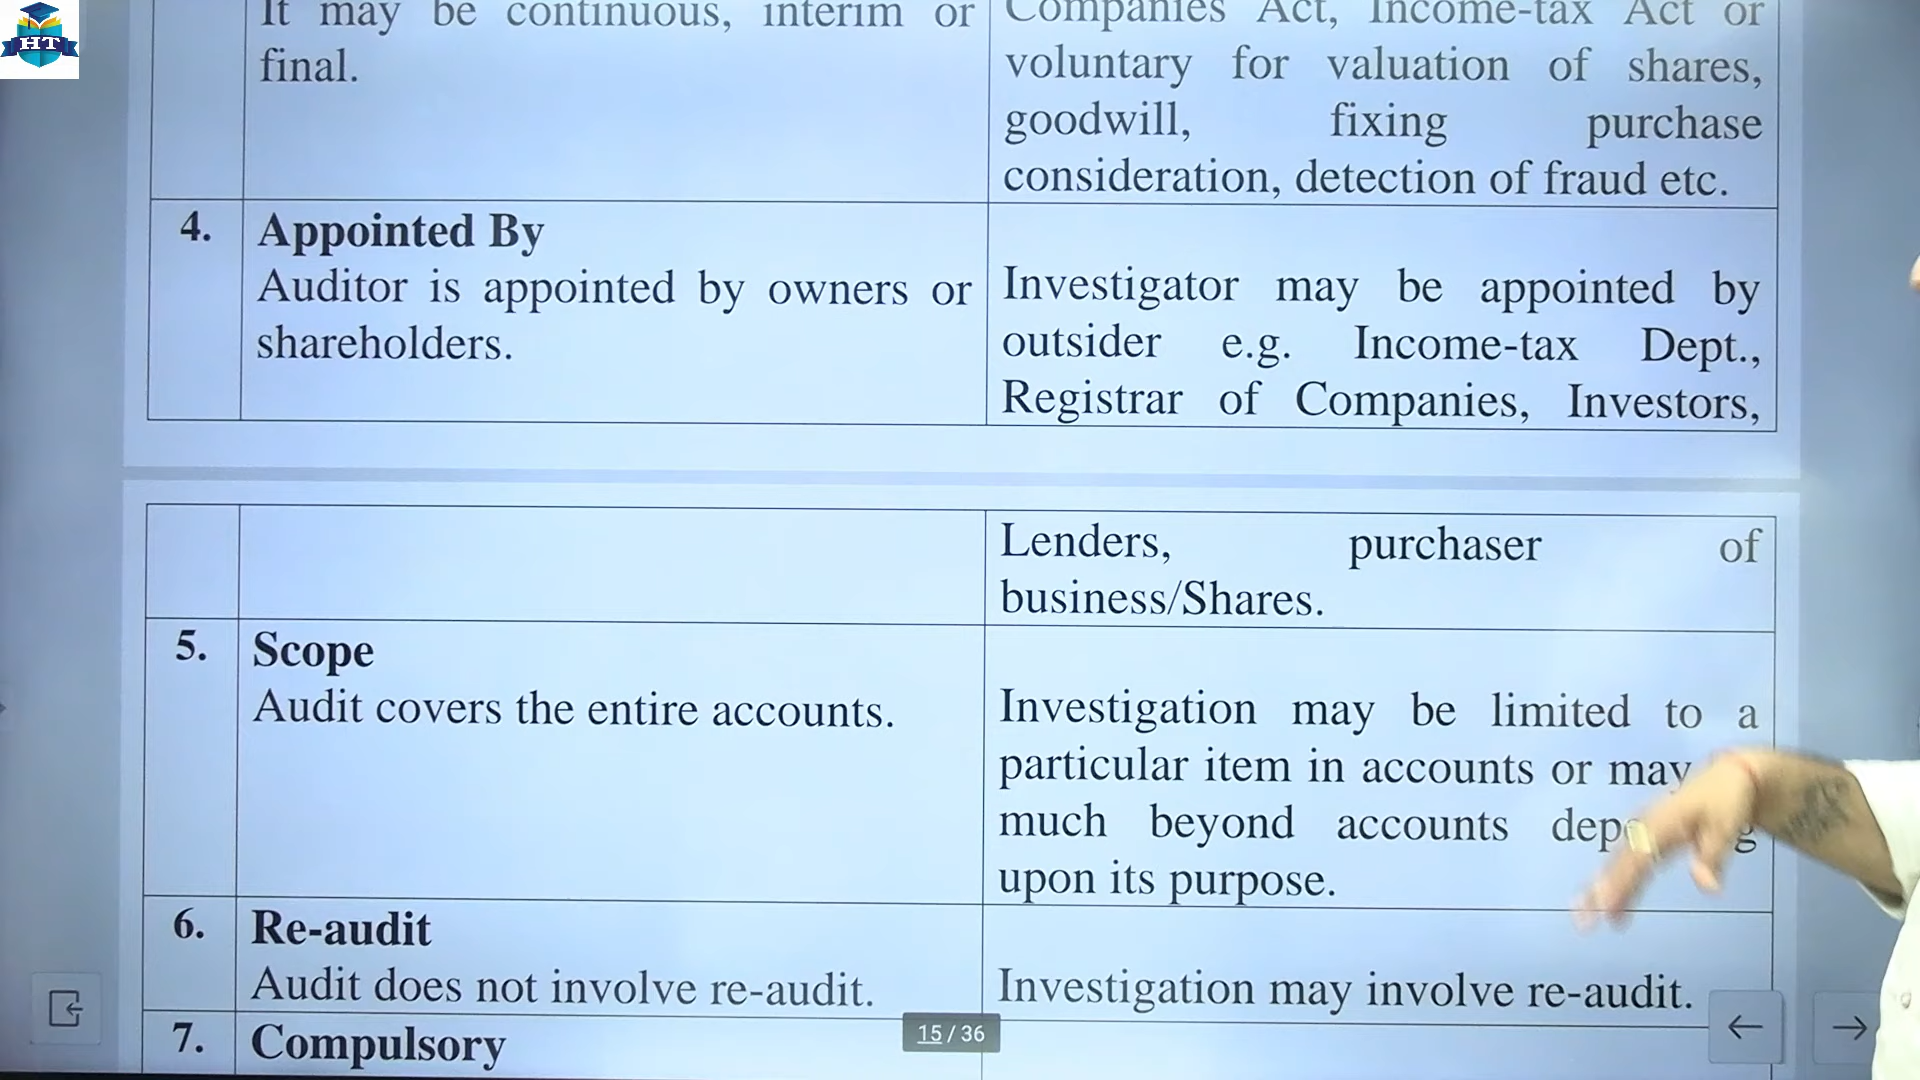 HT
It may be continuous, interim or
final.
Companies Act, Income-tax Act or
voluntary for valuation of shares,
goodwill, fixing purchase
consideration, detection of fraud etc.
4.
Appointed By
Auditor is appointed by owners or
shareholders.
Investigator may be appointed by
outsider e.g. Income-tax Dept.,
Registrar of Companies, Investors,
Lenders, purchaser of
business/Shares.
5.
Scope
Audit covers the entire accounts.
Investigation may be limited to a
particular item in accounts or may
much beyond accounts
upon its purpose.
6.
Re-audit
Audit does not involve re-audit.
Investigation may involve re-audit.
7.
Compulsory
15 / 36